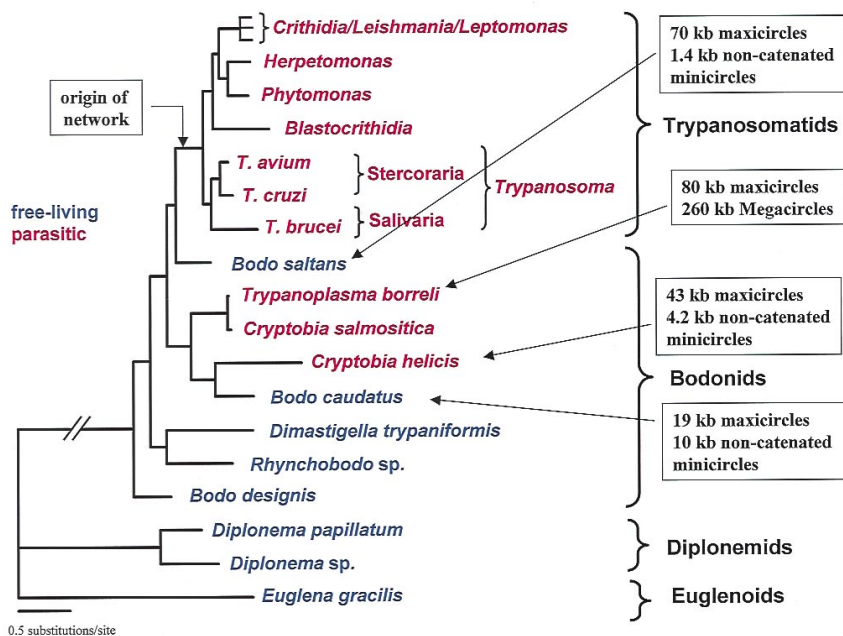 Crithidia/Leishmania/Leptomonas
Herpetomonas
Phytomonas
Blastocrithidia
origin of
network
T. avium
T. cruzi
Stercoraria
T. brucei
Salivaria
Trypanosoma
Trypanosomatids
free-living
parasitic
Bodo saltans
Trypanoplasma borreli
Cryptobia salmositica
Cryptobia helicis
Bodo caudatus
Dimastigella trypaniformis
Rhynchobodo sp.
Bodo designis
Bodonids
Diplonema papillatum
Diplonema sp.
Diplonemids
Euglena gracilis
Euglenoids
70 kb maxicircles
1.4 kb non-catenated
minicircles
80 kb maxicircles
260 kb Megacircles
43 kb maxicircles
4.2 kb non-catenated
minicircles
19 kb maxicircles
10 kb non-catenated
minicircles
0.5 substitutions/site